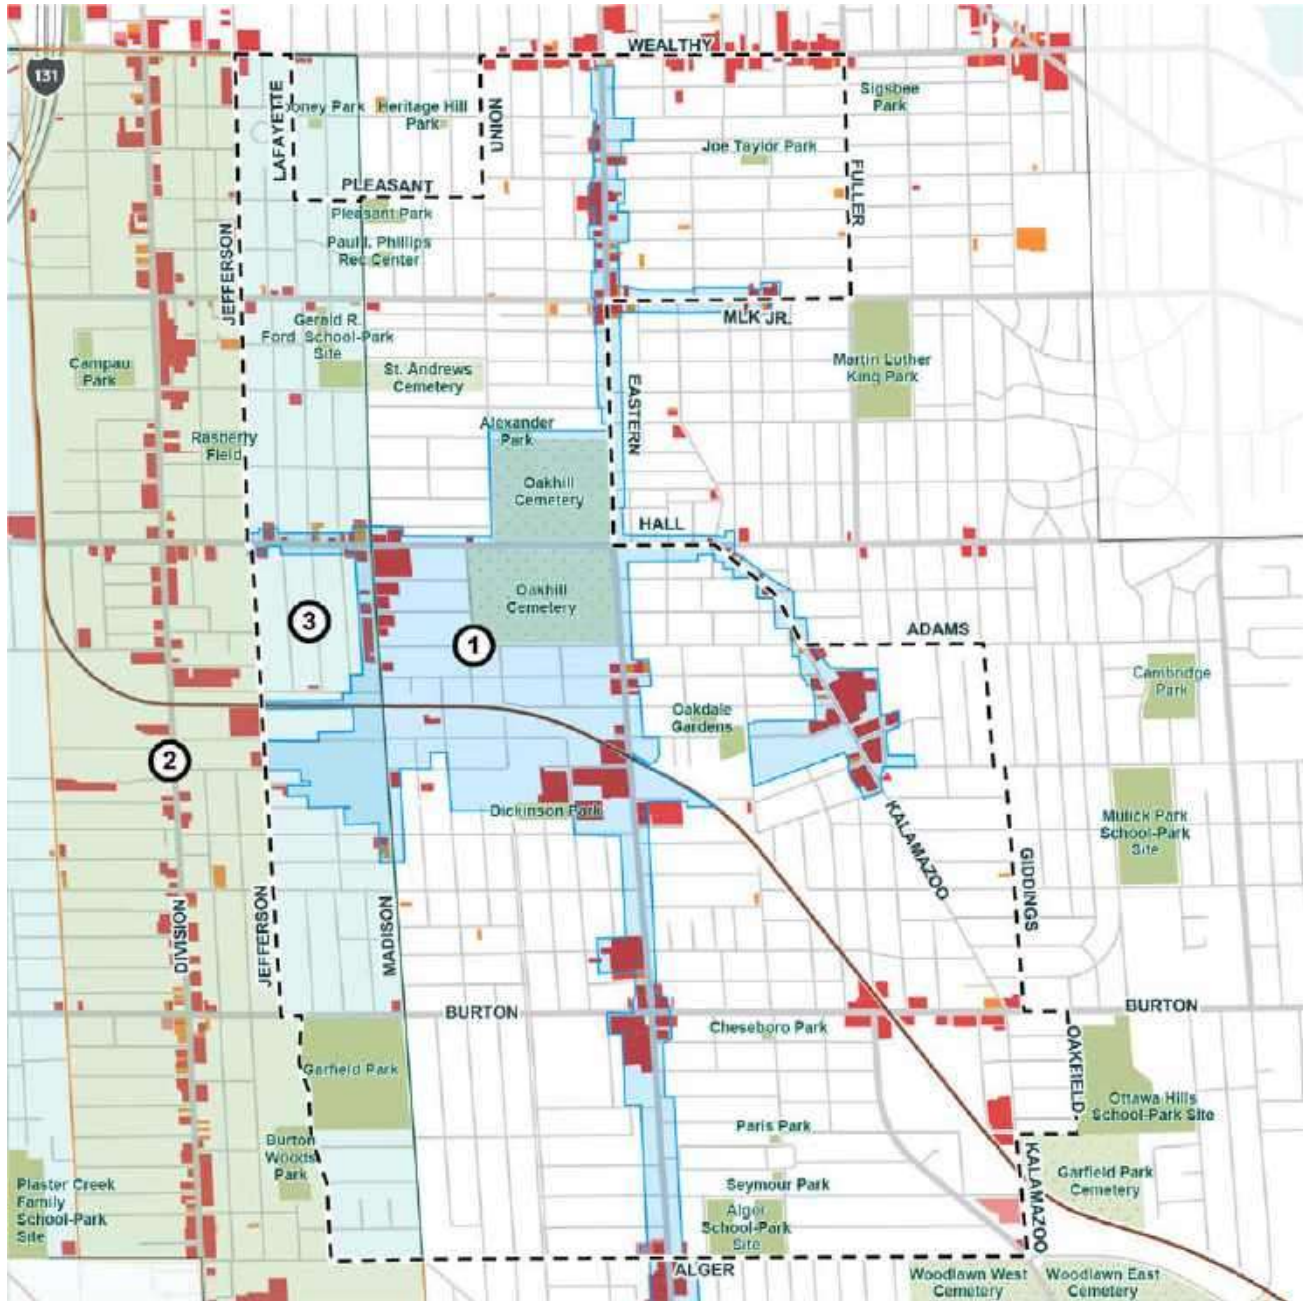 WEALTHY
131
LAFAYETTE
oney Park
Heritage Hill
Park
UNION
Sigsbee
Park
Joe Taylor Park
PLEASANT
FULLER
Pleasant Park
Paul I. Phillips
Rec Center
JEFFERSON
MLK JR.
Gerald R.
Ford School-Park
Site
Campau
Park
St. Andrews
Cemetery
Martin Luther
King Park
EASTERN
Alexander
Park
Rasberry
Field
Oakhill
Cemetery
HALL
Oakhill
Cemetery
3
1
ADAMS
Cambridge
Park
Oakdale
Gardens
2
Dickinson Park
KALAMAZOO
Mulick Park
School-Park
Site
GIDDINGS
DIVISION
JEFFERSON
MADISON
BURTON
BURTON
Cheseboro Park
OAKFIELD
Garfield Park
Ottawa Hills
School-Park Site
Paris Park
Burton
Woods
Park
KALAMAZOO
Garfield Park
Cemetery
Plaster Creek
Family
School-Park
Site
Seymour Park
Alger
School-Park
Site
ALGER
Woodlawn West
Cemetery
Woodlawn East
Cemetery